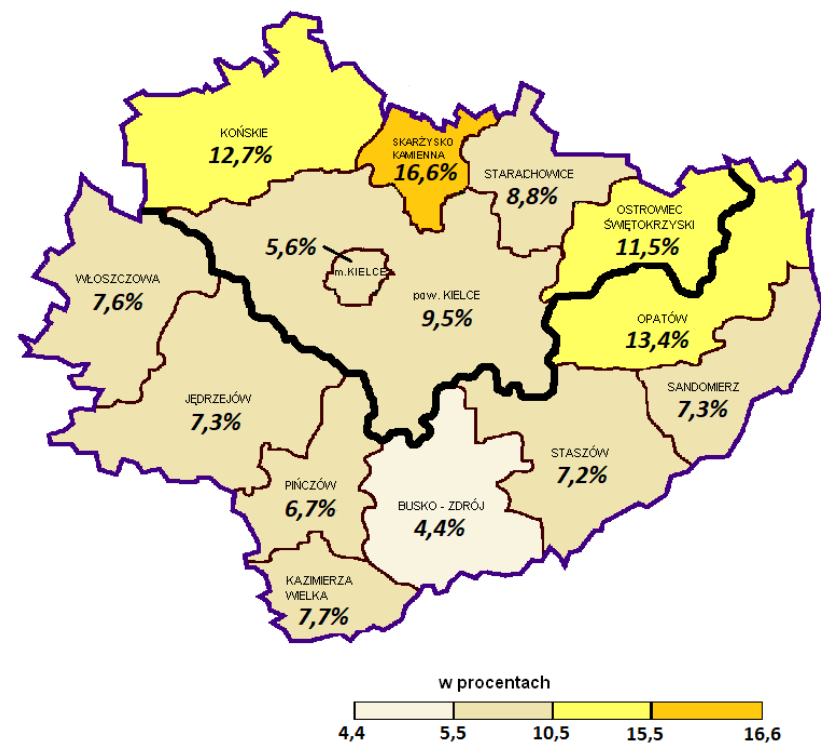 KOŃSKIE
12,7%
SKARŻYSKO
KAMIENNA
16,6%
STARACHOWICE
8,8%
OSTROWIEC
ŚWIĘTOKRZYSKI
11,5%
5,6%
m.KIELCE
WŁOSZCZOWA
7,6%
pow. KIELCE
9,5%
OPATÓW
13,4%
SANDOMIERZ
7,3%
JĘDRZEJÓW
7,3%
STASZÓW
7,2%
PIŃCZÓW
6,7%
BUSKO - ZDRÓJ
4,4%
KAZIMIERZA
WIELKA
7,7%
w procentach
4,4 5,5 10,5 15,5 16,6